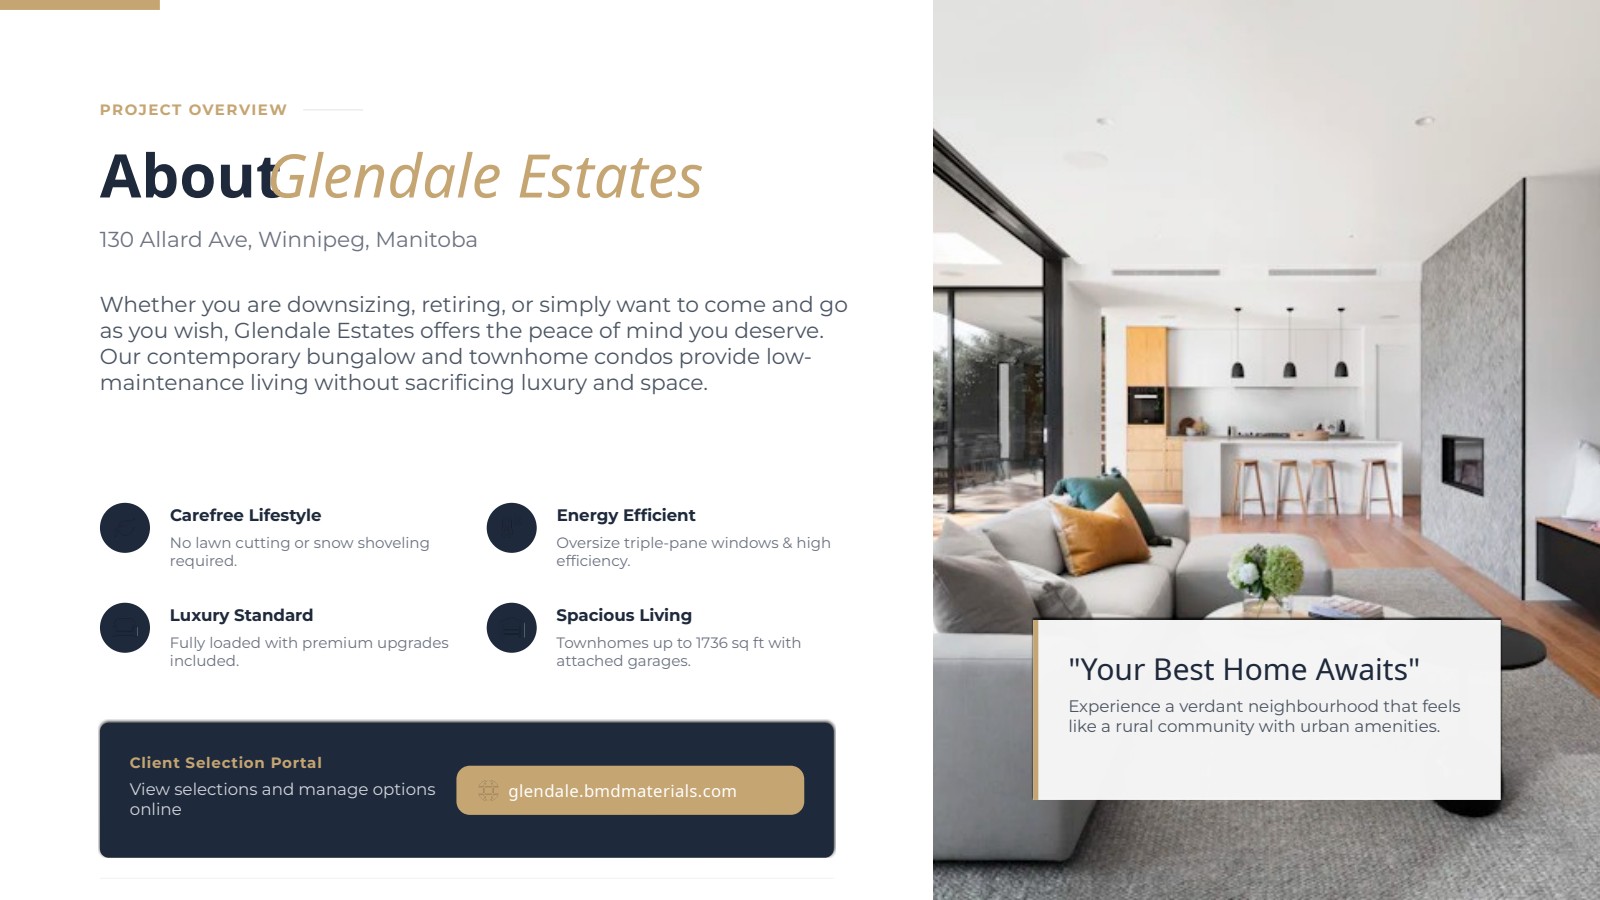 PROJECT OVERVIEW
About Glendale Estates
130 Allard Ave, Winnipeg, Manitoba
Whether you are downsizing, retiring, or simply want to come and go
as you wish, Glendale Estates offers the peace of mind you deserve.
Our contemporary bungalow and townhome condos provide low-
maintenance living without sacrificing luxury and space.
Carefree Lifestyle
No lawn cutting or snow shoveling
required.
Energy Efficient
Oversize triple-pane windows & high
efficiency.
Luxury Standard
Fully loaded with premium upgrades
included.
Spacious Living
Townhomes up to 1736 sq ft with
attached garages.
Client Selection Portal
View selections and manage options
online
glendale.bmdmaterials.com
"Your Best Home Awaits"
Experience a verdant neighbourhood that feels
like a rural community with urban amenities.